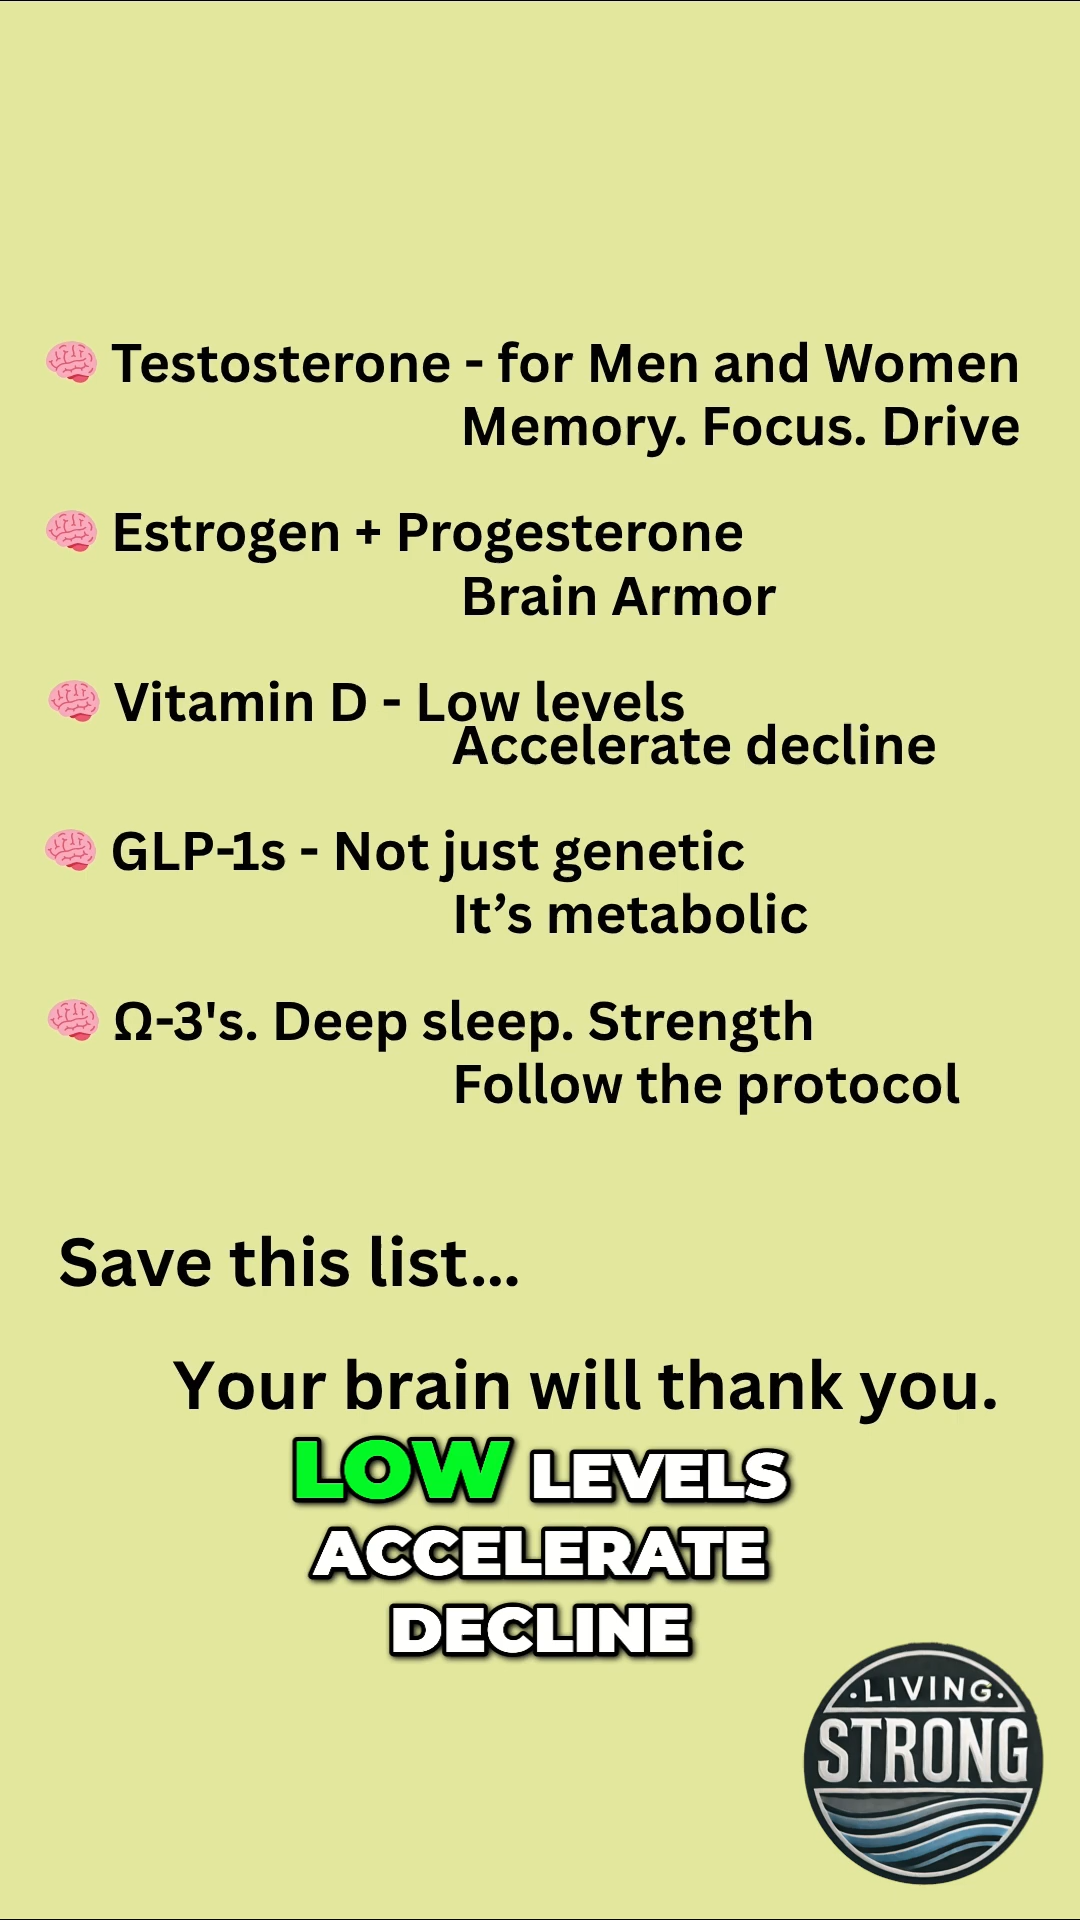 🧠 Testosterone - for Men and Women
Memory. Focus. Drive
🧠 Estrogen + Progesterone
Brain Armor
🧠 Vitamin D - Low levels
Accelerate decline
🧠 GLP-1s - Not just genetic
It’s metabolic
🧠 Ω-3's. Deep sleep. Strength
Follow the protocol
Save this list...
Your brain will thank you.
LOW LEVELS
ACCELERATE
DECLINE
·LIVING·
STRONG